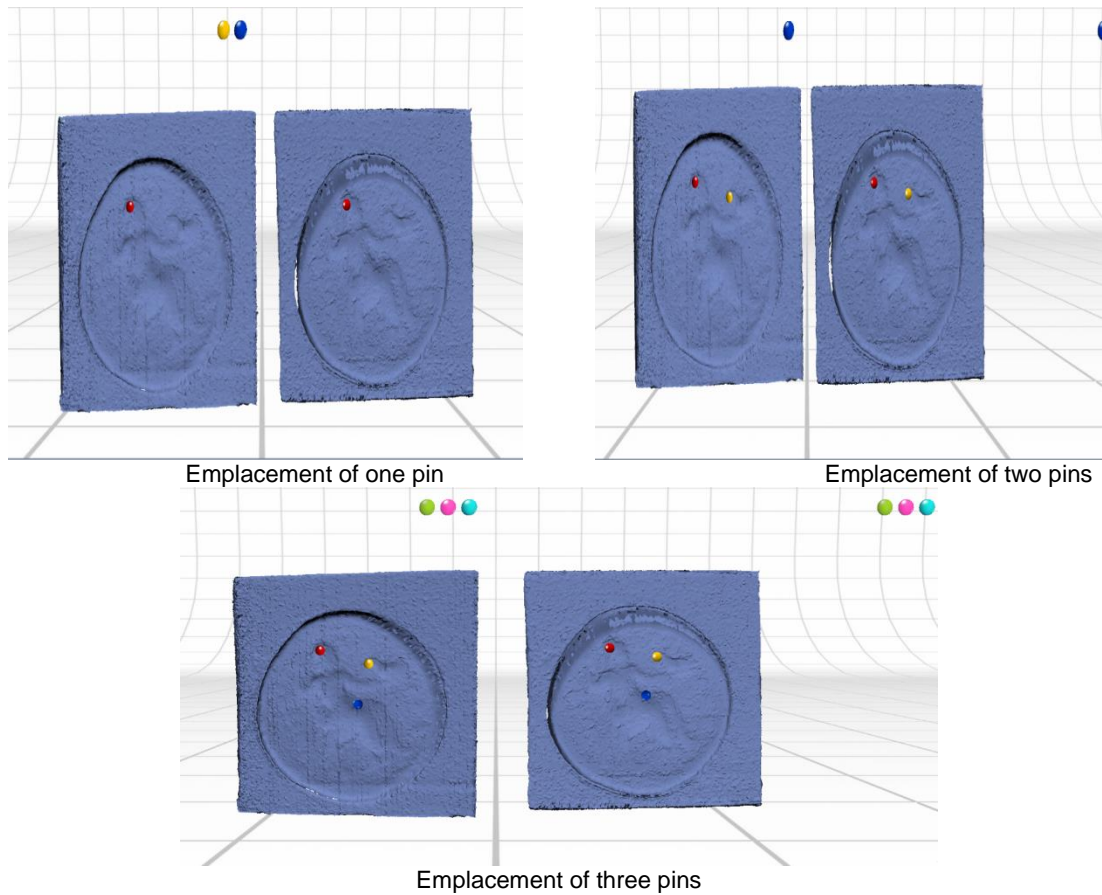 Emplacement of one pin
Emplacement of two pins
Emplacement of three pins